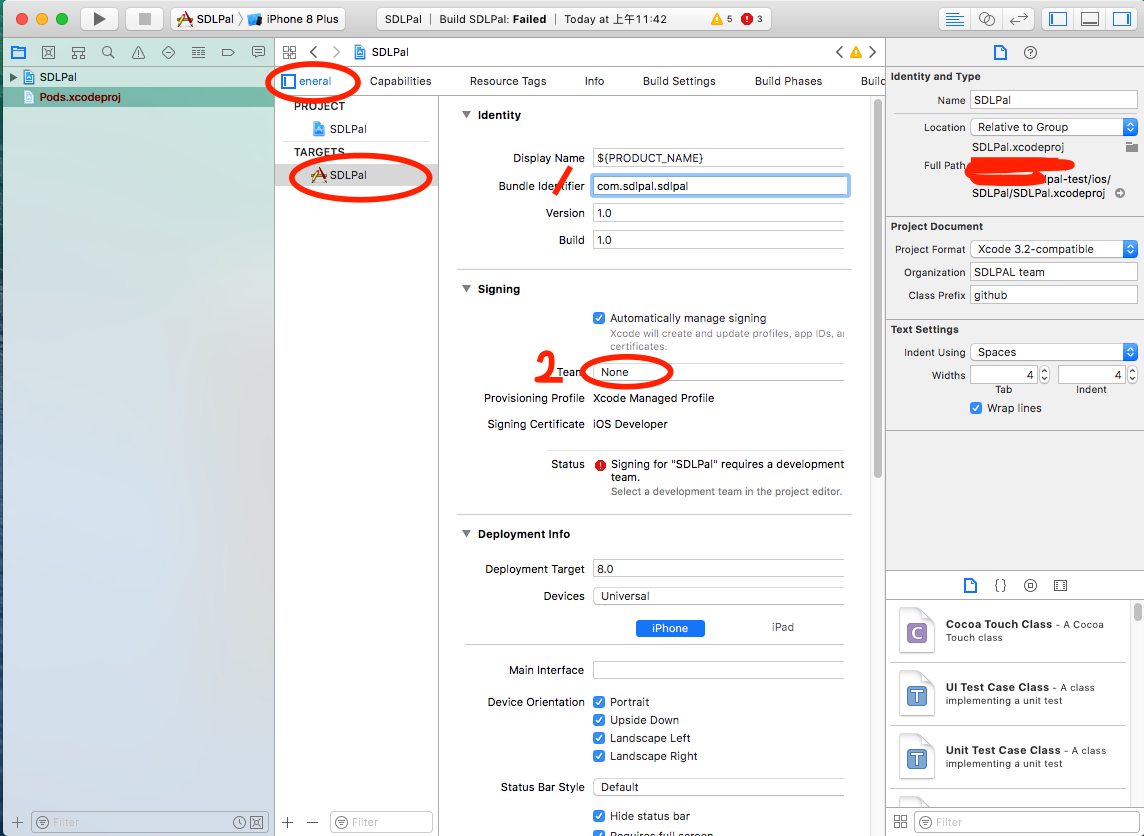 SDLPal
iPhone 8 Plus
SDLPal | Build SDLPal: Failed | Today at 上午11:42
5
3
SDLPal
Pods.xcodeproj
SDLPal
eneral
Capabilities
Resource Tags
Info
Build Settings
Build Phases
Build
PROJECT
SDLPal
TARGETS
SDLPal
Identity
Display Name ${PRODUCT_NAME}
1
Bundle Identifier com.sdlpal.sdlpal
Version 1.0
Build 1.0
Signing
Automatically manage signing
Xcode will create and update profiles, app IDs, an
certificates.
2
Team None
Provisioning Profile Xcode Managed Profile
Signing Certificate iOS Developer
Status Signing for "SDLPal" requires a development
team.
Select a development team in the project editor.
Deployment Info
Deployment Target 8.0
Devices Universal
iPhone iPad
Main Interface
Device Orientation Portrait
Upside Down
Landscape Left
Landscape Right
Status Bar Style Default
Hide status bar
Requires full screen
Filter
Filter
Identity and Type
Name SDLPal
Location Relative to Group
SDLPal.xcodeproj
Full Path
lpal-test/ios/
SDLPal/SDLPal.xcodeproj
Project Document
Project Format Xcode 3.2-compatible
Organization SDLPAL team
Class Prefix github
Text Settings
Indent Using Spaces
Widths 4 4
Tab Indent
Wrap lines
{}
C
Cocoa Touch Class - A Cocoa
Touch class
T
UI Test Case Class - A class
implementing a unit test
T
Unit Test Case Class - A class
implementing a unit test
Filter